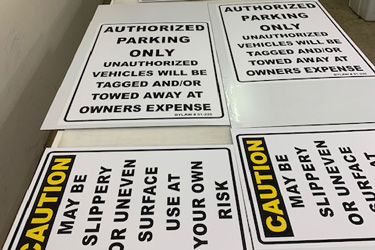 AUTHORIZED
PARKING
ONLY
UNAUTHORIZED
VEHICLES WILL BE
TAGGED AND/OR
TOWED AWAY AT
OWNERS EXPENSE
AUTHORIZED
PARKING
ONLY
UNAUTHORIZED
VEHICLES WILL BE
TAGGED AND/OR
TOWED AWAY AT
OWNERS EXPENSE
CAUTION
MAY BE
SLIPPERY
OR UNEVEN
SURFACE
USE AT
YOUR OWN
RISK
CAUTION
MAY BE
SLIPPERY
OR UNEVEN
SURFA